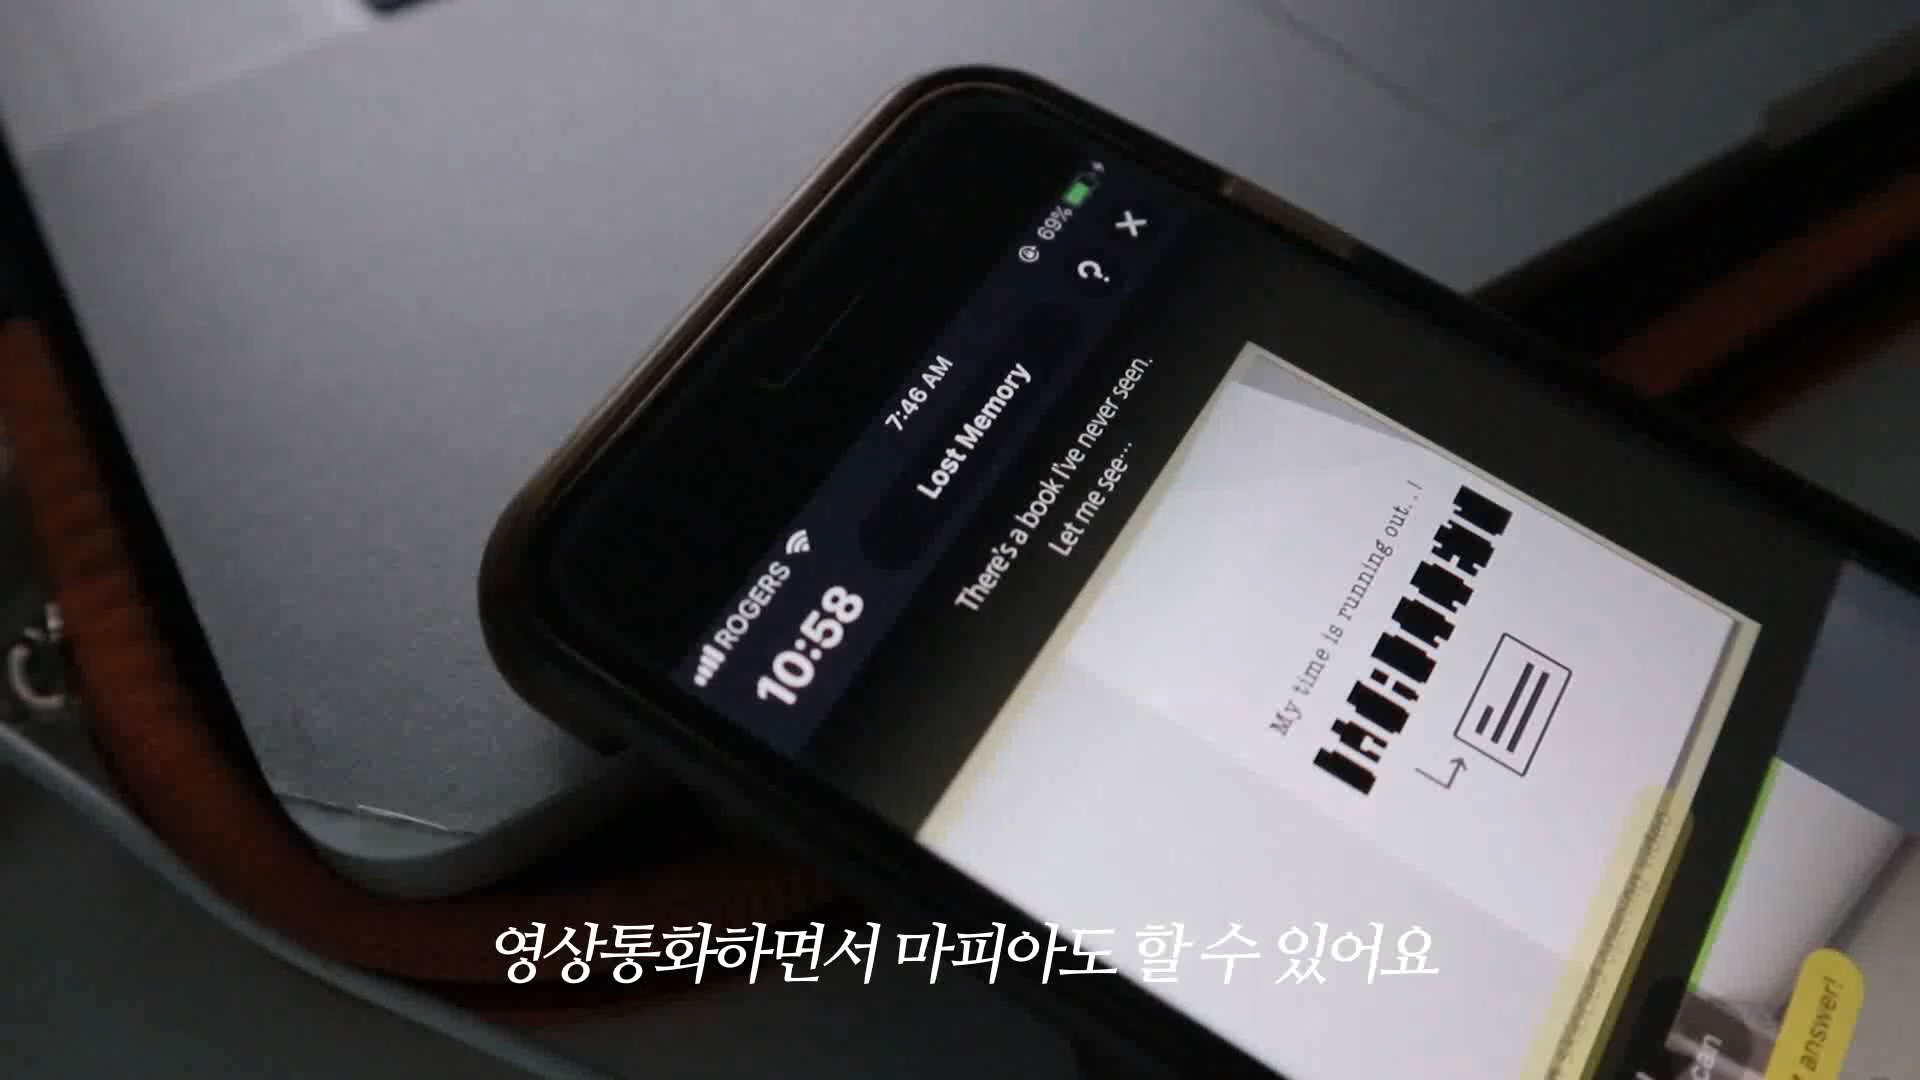 ROGERS
7:46 AM
69%
10:58
Lost Memory
?
There's a book I've never seen.
Let me see...
My time is running out..!
answer!
can
영상통화하면서 마피아도 할 수 있어요